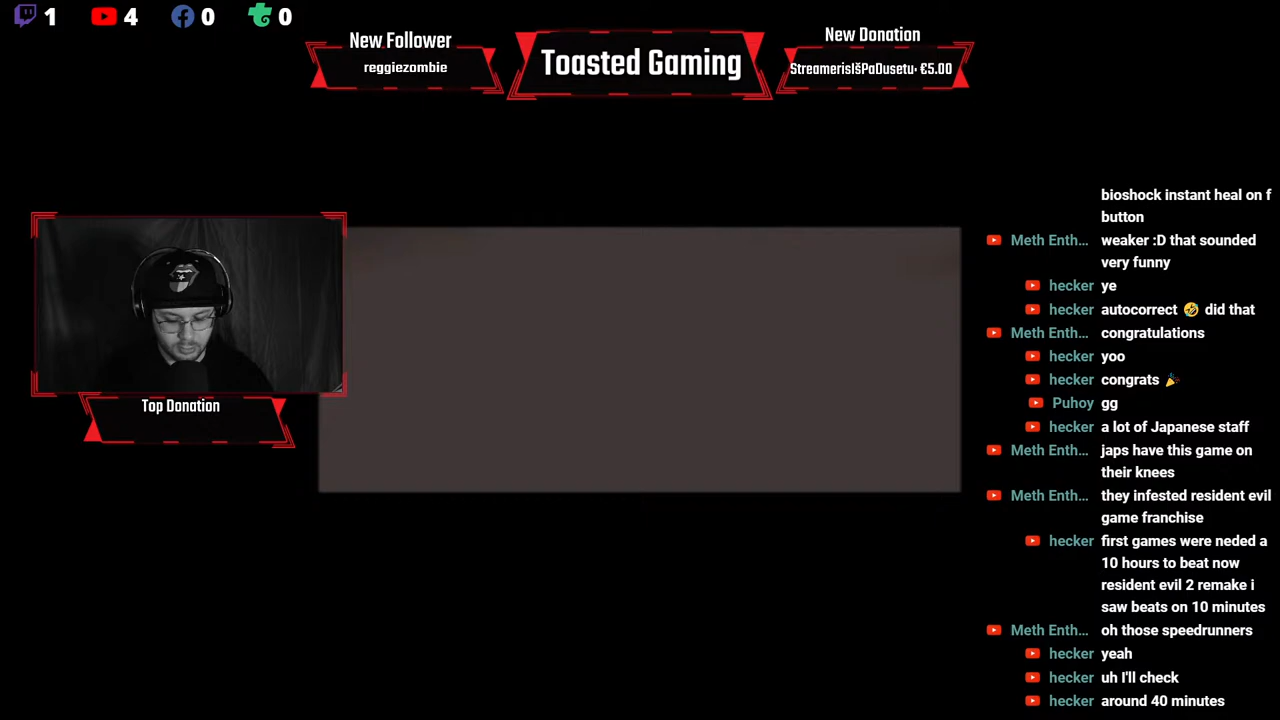 1 4 0 0
New Follower
reggiezombie
Toasted Gaming
New Donation
StreamerisIšPaDusetu· €5.00
Top Donation
bioshock instant heal on f
button
Meth Enth... weaker :D that sounded
very funny
hecker ye
hecker autocorrect 🤣 did that
Meth Enth... congratulations
hecker yoo
hecker congrats 🎉
Puhoy gg
hecker a lot of Japanese staff
Meth Enth... japs have this game on
their knees
Meth Enth... they infested resident evil
game franchise
hecker first games were neded a
10 hours to beat now
resident evil 2 remake i
saw beats on 10 minutes
Meth Enth... oh those speedrunners
hecker yeah
hecker uh I'll check
hecker around 40 minutes